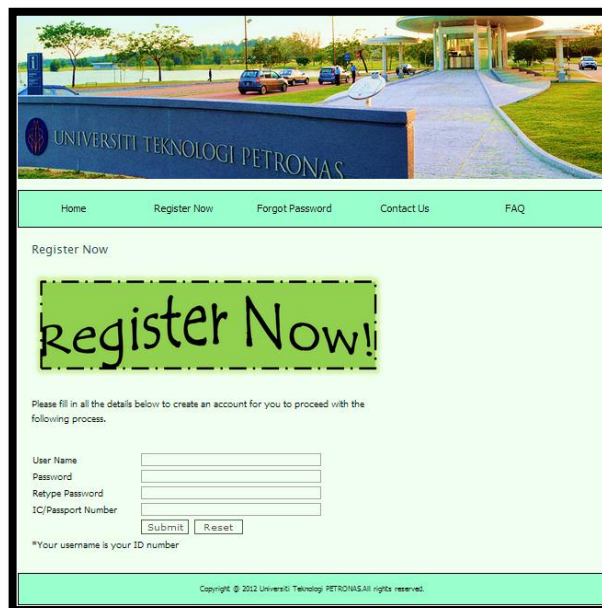 UNIVERSITI TEKNOLOGI PETRONAS
Home Register Now Forgot Password Contact Us FAQ
Register Now
Register Now!
Please fill in all the details below to create an account for you to proceed with the
following process.
User Name
Password
Retype Password
IC/Passport Number
Submit Reset
*Your username is your ID number
Copyright @ 2012 Universiti Teknologi PETRONAS.All rights reserved.